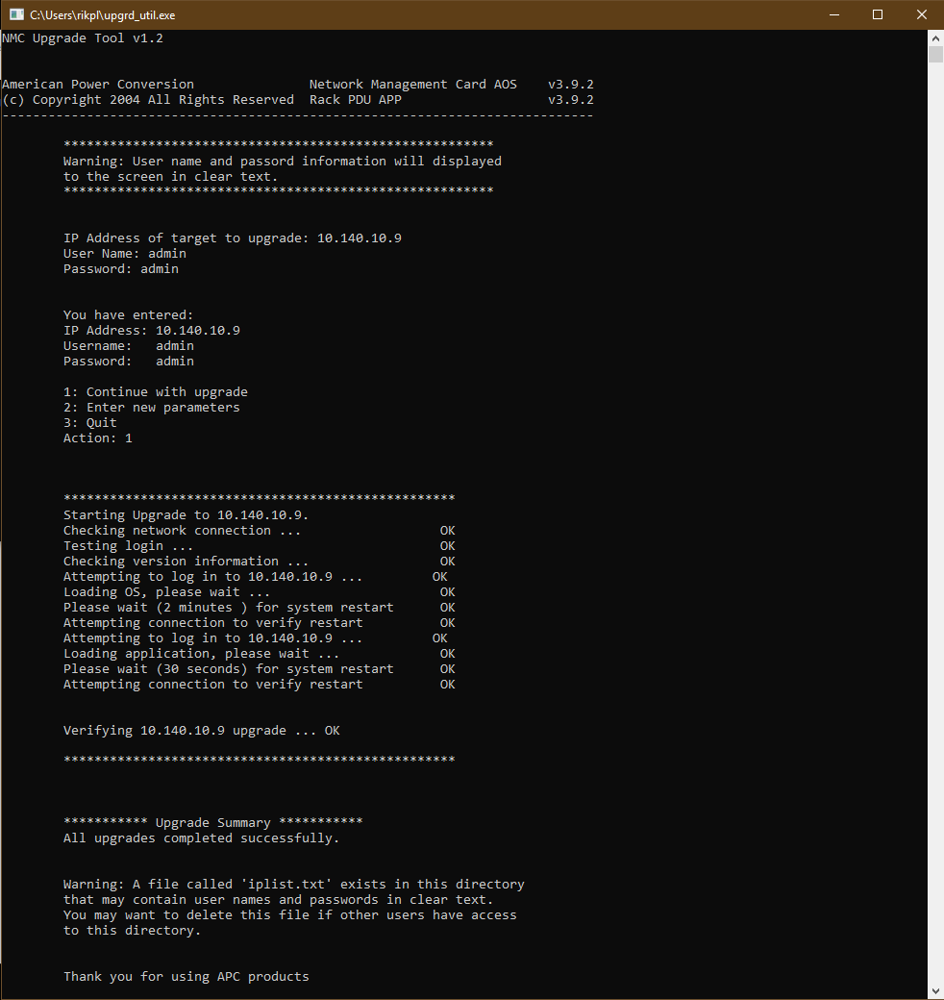 C:\Users\rikpl\upgrd_util.exe
NMC Upgrade Tool v1.2
American Power Conversion               Network Management Card AOS    v3.9.2
(c) Copyright 2004 All Rights Reserved  Rack PDU APP                   v3.9.2
-----------------------------------------------------------------------------
********************************************************
Warning: User name and passord information will displayed
to the screen in clear text.
********************************************************
IP Address of target to upgrade: 10.140.10.9
User Name: admin
Password: admin
You have entered:
IP Address: 10.140.10.9
Username:   admin
Password:   admin
1: Continue with upgrade
2: Enter new parameters
3: Quit
Action: 1
***************************************************
Starting Upgrade to 10.140.10.9.
Checking network connection ...                  OK
Testing login ...                                OK
Checking version information ...                 OK
Attempting to log in to 10.140.10.9 ...         OK
Loading OS, please wait ...                      OK
Please wait (2 minutes ) for system restart      OK
Attempting connection to verify restart          OK
Attempting to log in to 10.140.10.9 ...         OK
Loading application, please wait ...             OK
Please wait (30 seconds) for system restart      OK
Attempting connection to verify restart          OK
Verifying 10.140.10.9 upgrade ... OK
***************************************************
*********** Upgrade Summary ***********
All upgrades completed successfully.
Warning: A file called 'iplist.txt' exists in this directory
that may contain user names and passwords in clear text.
You may want to delete this file if other users have access
to this directory.
Thank you for using APC products